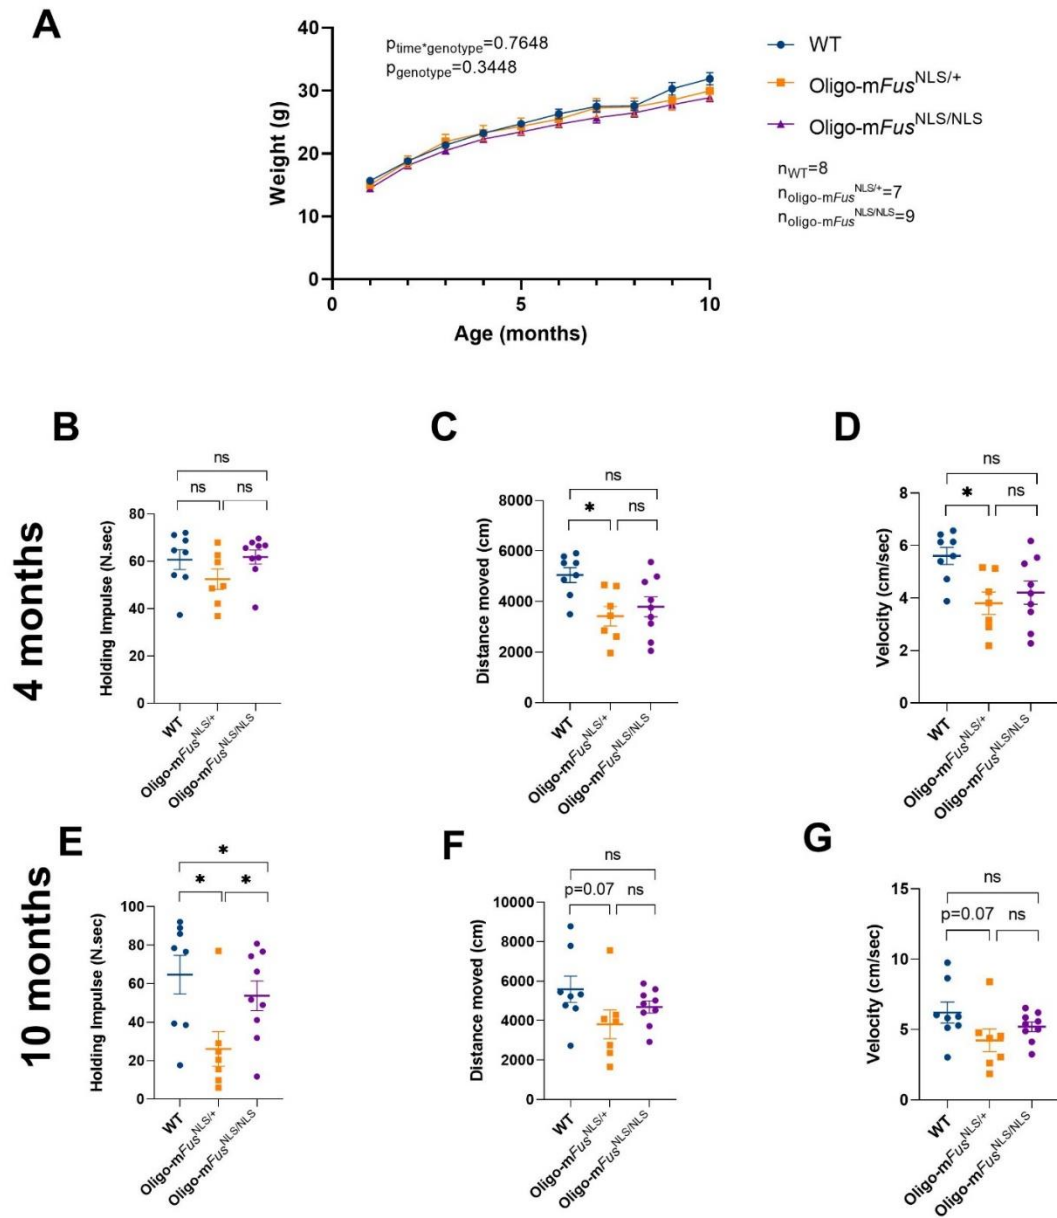 A
40
30
20
10
0
Weight (g)
0
5
10
Age (months)
p_time*genotype=0.7648
p_genotype=0.3448
WT
Oligo-mFus^NLS/+
Oligo-mFus^NLS/NLS
n_WT=8
n_oligo-mFus^NLS/+=7
n_oligo-mFus^NLS/NLS=9
4 months
B
ns
ns ns
80
60
40
20
0
Holding Impulse (N.sec)
WT
Oligo-mFus^NLS/+
Oligo-mFus^NLS/NLS
C
ns
* ns
8000
6000
4000
2000
0
Distance moved (cm)
WT
Oligo-mFus^NLS/+
Oligo-mFus^NLS/NLS
D
ns
* ns
8
6
4
2
0
Velocity (cm/sec)
WT
Oligo-mFus^NLS/+
Oligo-mFus^NLS/NLS
10 months
E
*
* *
100
80
60
40
20
0
Holding Impulse (N.sec)
WT
Oligo-mFus^NLS/+
Oligo-mFus^NLS/NLS
F
ns
p=0.07 ns
10000
8000
6000
4000
2000
0
Distance moved (cm)
WT
Oligo-mFus^NLS/+
Oligo-mFus^NLS/NLS
G
ns
p=0.07 ns
15
10
5
0
Velocity (cm/sec)
WT
Oligo-mFus^NLS/+
Oligo-mFus^NLS/NLS